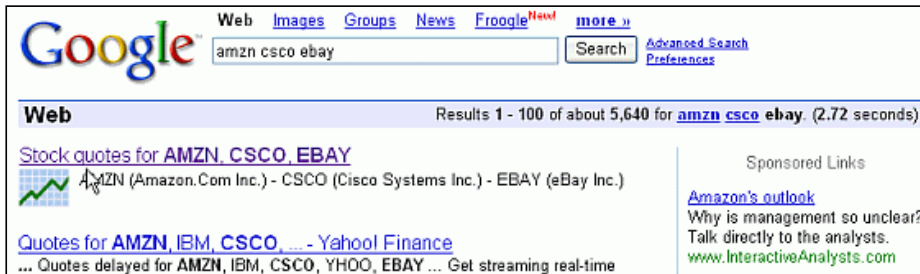 Google™
Web Images Groups News Froogle New! more »
amzn csco ebay Search Advanced Search
Preferences
Web Results 1 - 100 of about 5,640 for amzn csco ebay. (2.72 seconds)
Stock quotes for AMZN, CSCO, EBAY
AMZN (Amazon.Com Inc.) - CSCO (Cisco Systems Inc.) - EBAY (eBay Inc.)
Quotes for AMZN, IBM, CSCO, ... - Yahoo! Finance
... Quotes delayed for AMZN, IBM, CSCO, YHOO, EBAY ... Get streaming real-time
Sponsored Links
Amazon's outlook
Why is management so unclear?
Talk directly to the analysts.
www.InteractiveAnalysts.com